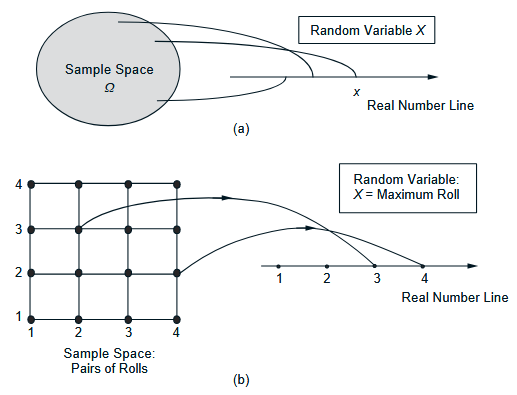 Random Variable X
Sample Space
Ω
x
Real Number Line
(a)
Random Variable:
X = Maximum Roll
4
3
2
1
1 2 3 4
Sample Space:
Pairs of Rolls
1 2 3 4
Real Number Line
(b)